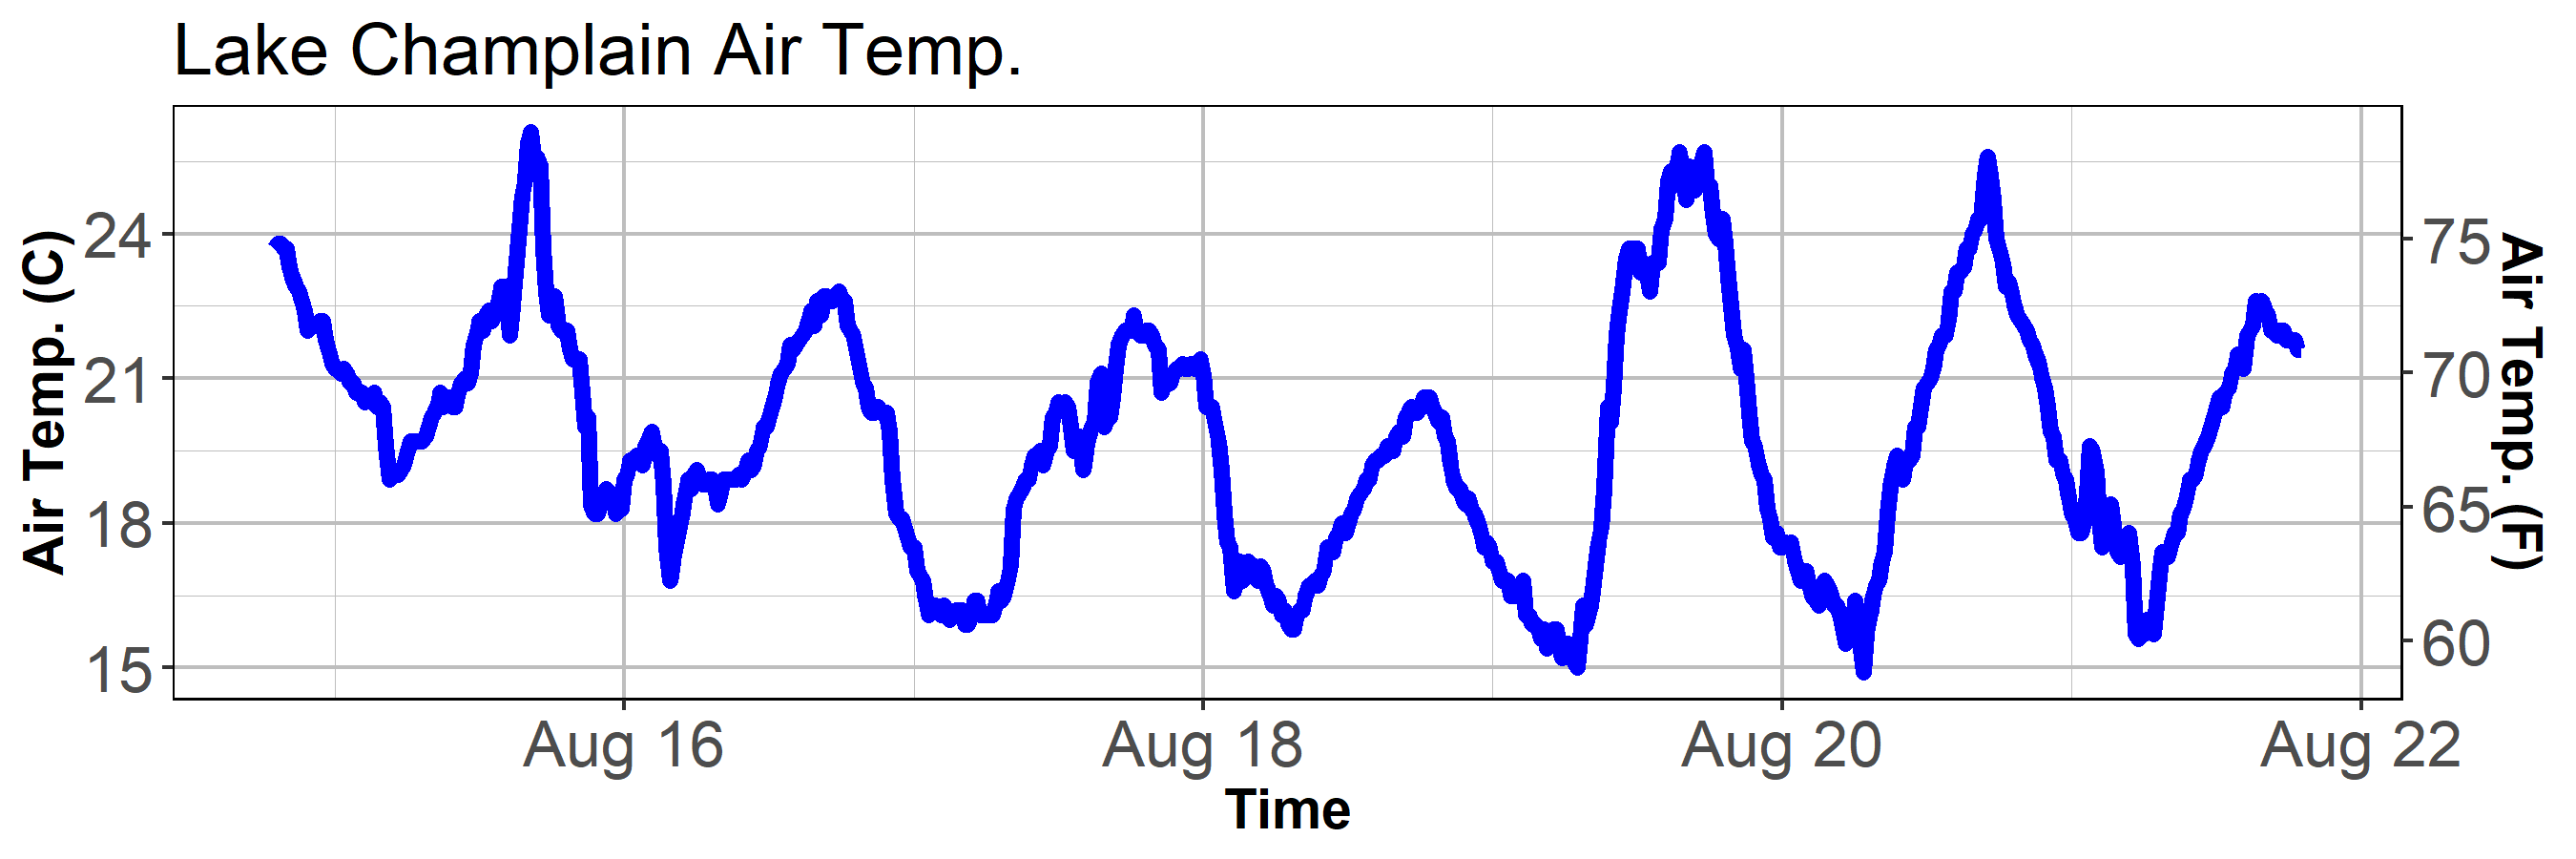 Lake Champlain Air Temp.
Air Temp. (C)
24
21
18
15
75
70
65
60
Air Temp. (F)
Aug 16
Aug 18
Aug 20
Aug 22
Time